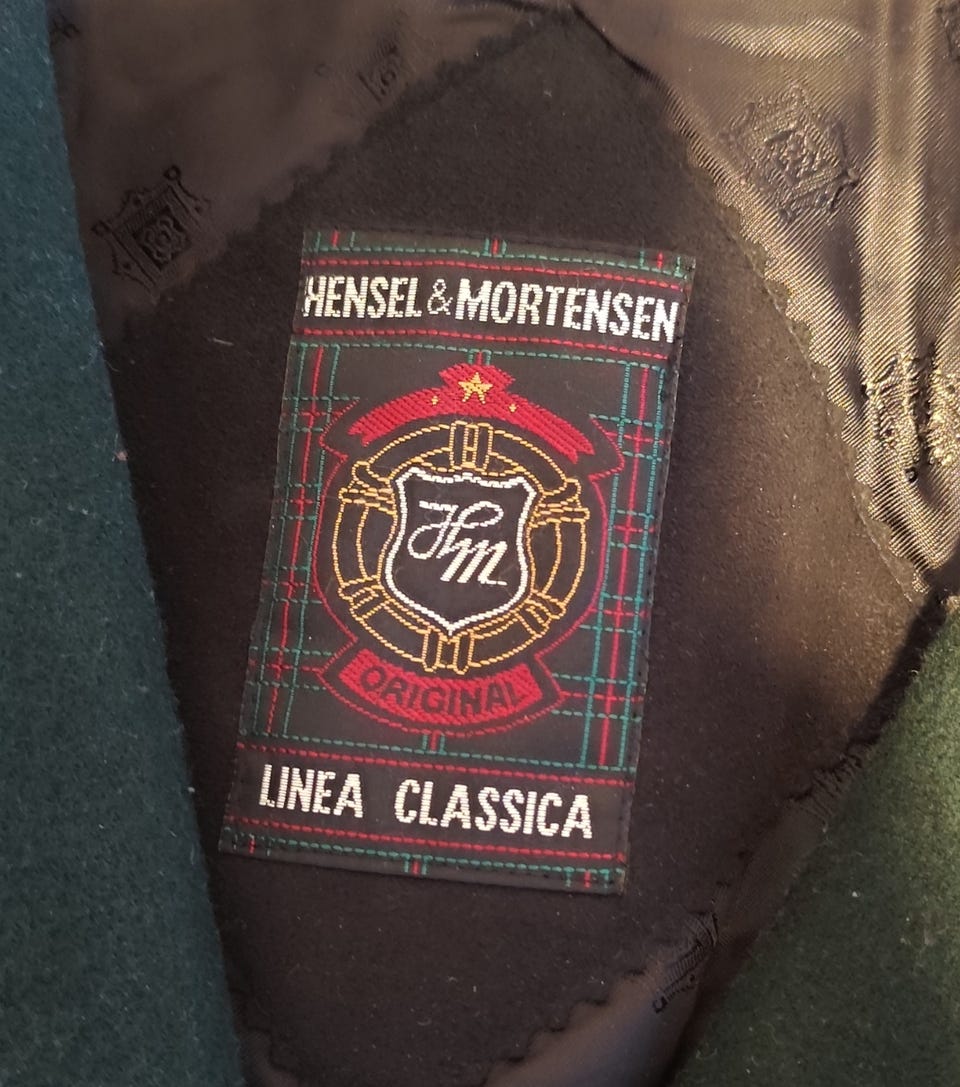 HENSEL & MORTENSEN
HM
ORIGINAL
LINEA CLASSICA